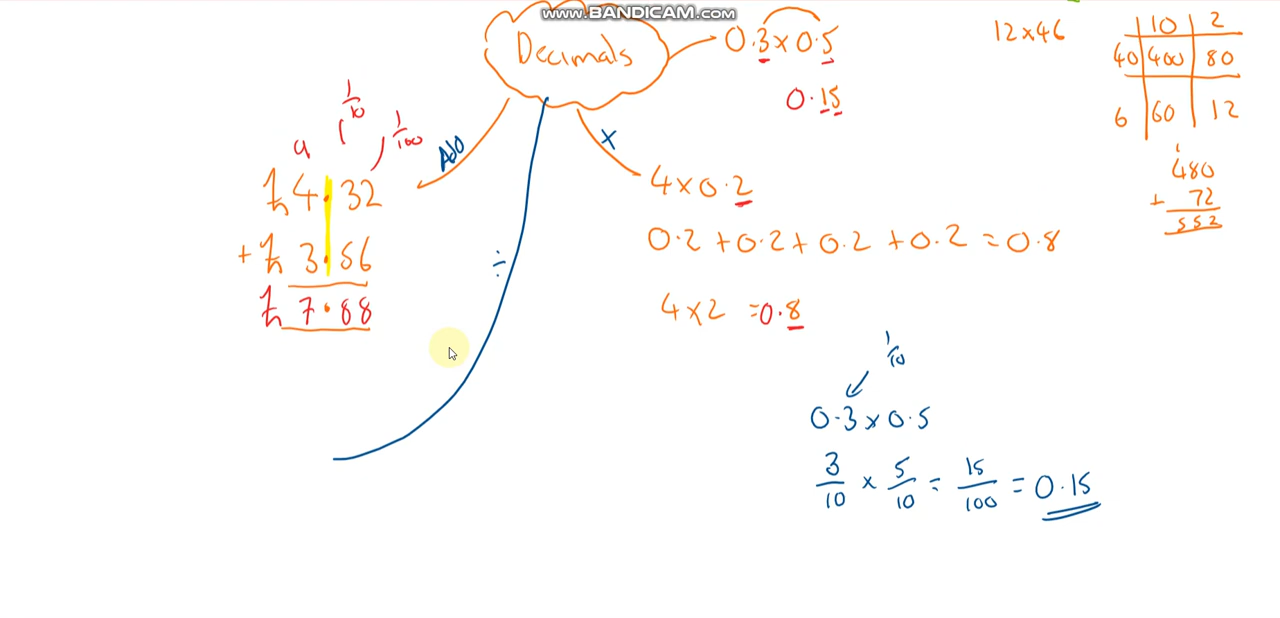 www.BANDICAM.com
Decimals
0.3 × 0.5
0.15
12 × 46
10 2
40 400 80
6 60 12
1
480
+ 72
552
ADD
×
÷
1/10
1/100
£4.32
+ £3.56
£7.88
4 × 0.2
0.2 + 0.2 + 0.2 + 0.2 = 0.8
4 × 2 = 0.8
1/10
0.3 × 0.5
3/10 × 5/10 = 15/100 = 0.15